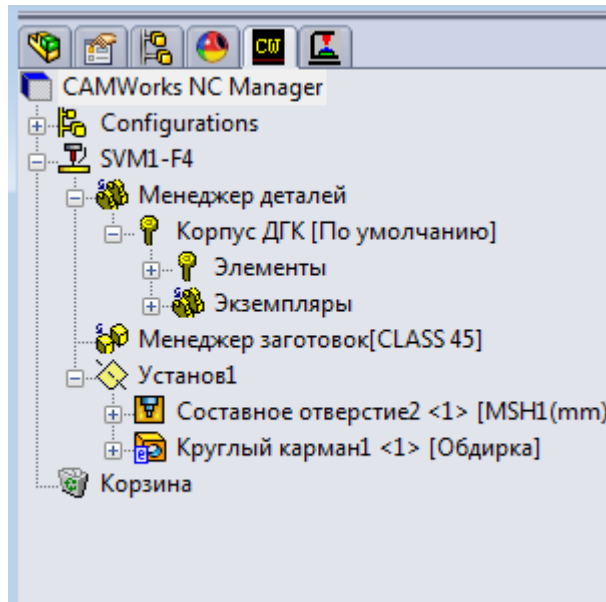 CW
CAMWorks NC Manager
Configurations
SVM1-F4
Менеджер деталей
Корпус ДГК [По умолчанию]
Элементы
Экземпляры
Менеджер заготовок[CLASS 45]
Установ1
Составное отверстие2 <1> [MSH1(mm)
Круглый карман1 <1> [Обдирка]
Корзина